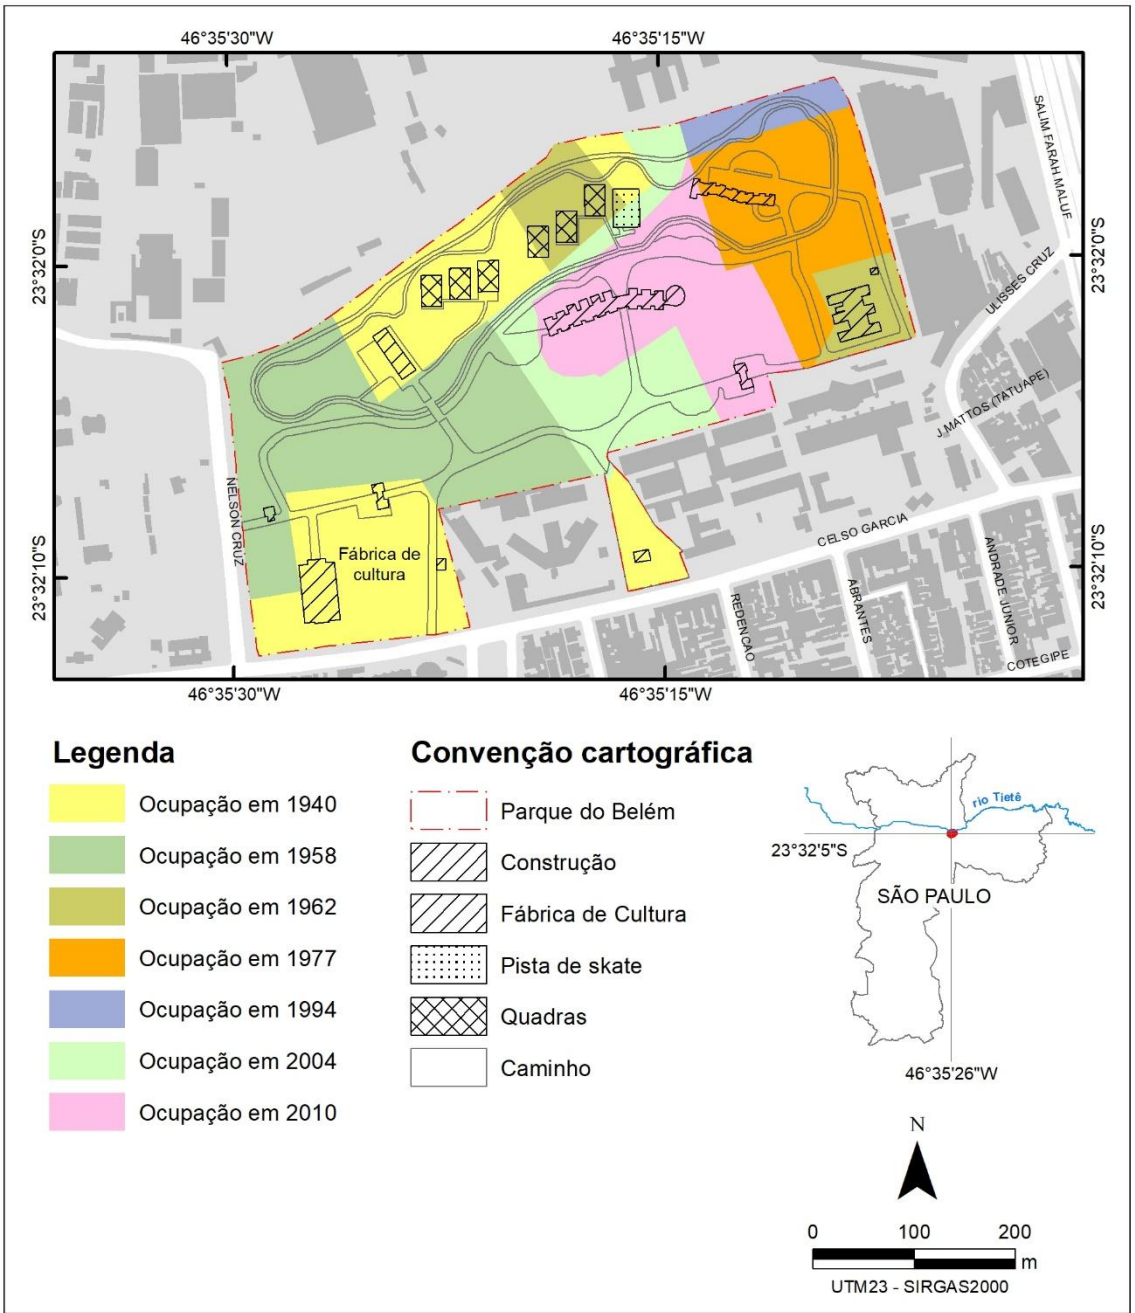 46°35'30"W
46°35'15"W
23°32'0"S
23°32'0"S
SALIM FARAH MALUF
ULISSES CRUZ
J.MATTOS (TATUAPE)
NELSON CRUZ
Fábrica de
cultura
CELSO GARCIA
23°32'10"S
23°32'10"S
REDENCAO
ABRANTES
ANDRADE JUNIOR
COTEGIPE
46°35'30"W
46°35'15"W
Legenda
Ocupação em 1940
Ocupação em 1958
Ocupação em 1962
Ocupação em 1977
Ocupação em 1994
Ocupação em 2004
Ocupação em 2010
Convenção cartográfica
Parque do Belém
Construção
Fábrica de Cultura
Pista de skate
Quadras
Caminho
rio Tietê
23°32'5"S
SÃO PAULO
46°35'26"W
N
0 100 200
m
UTM23 - SIRGAS2000